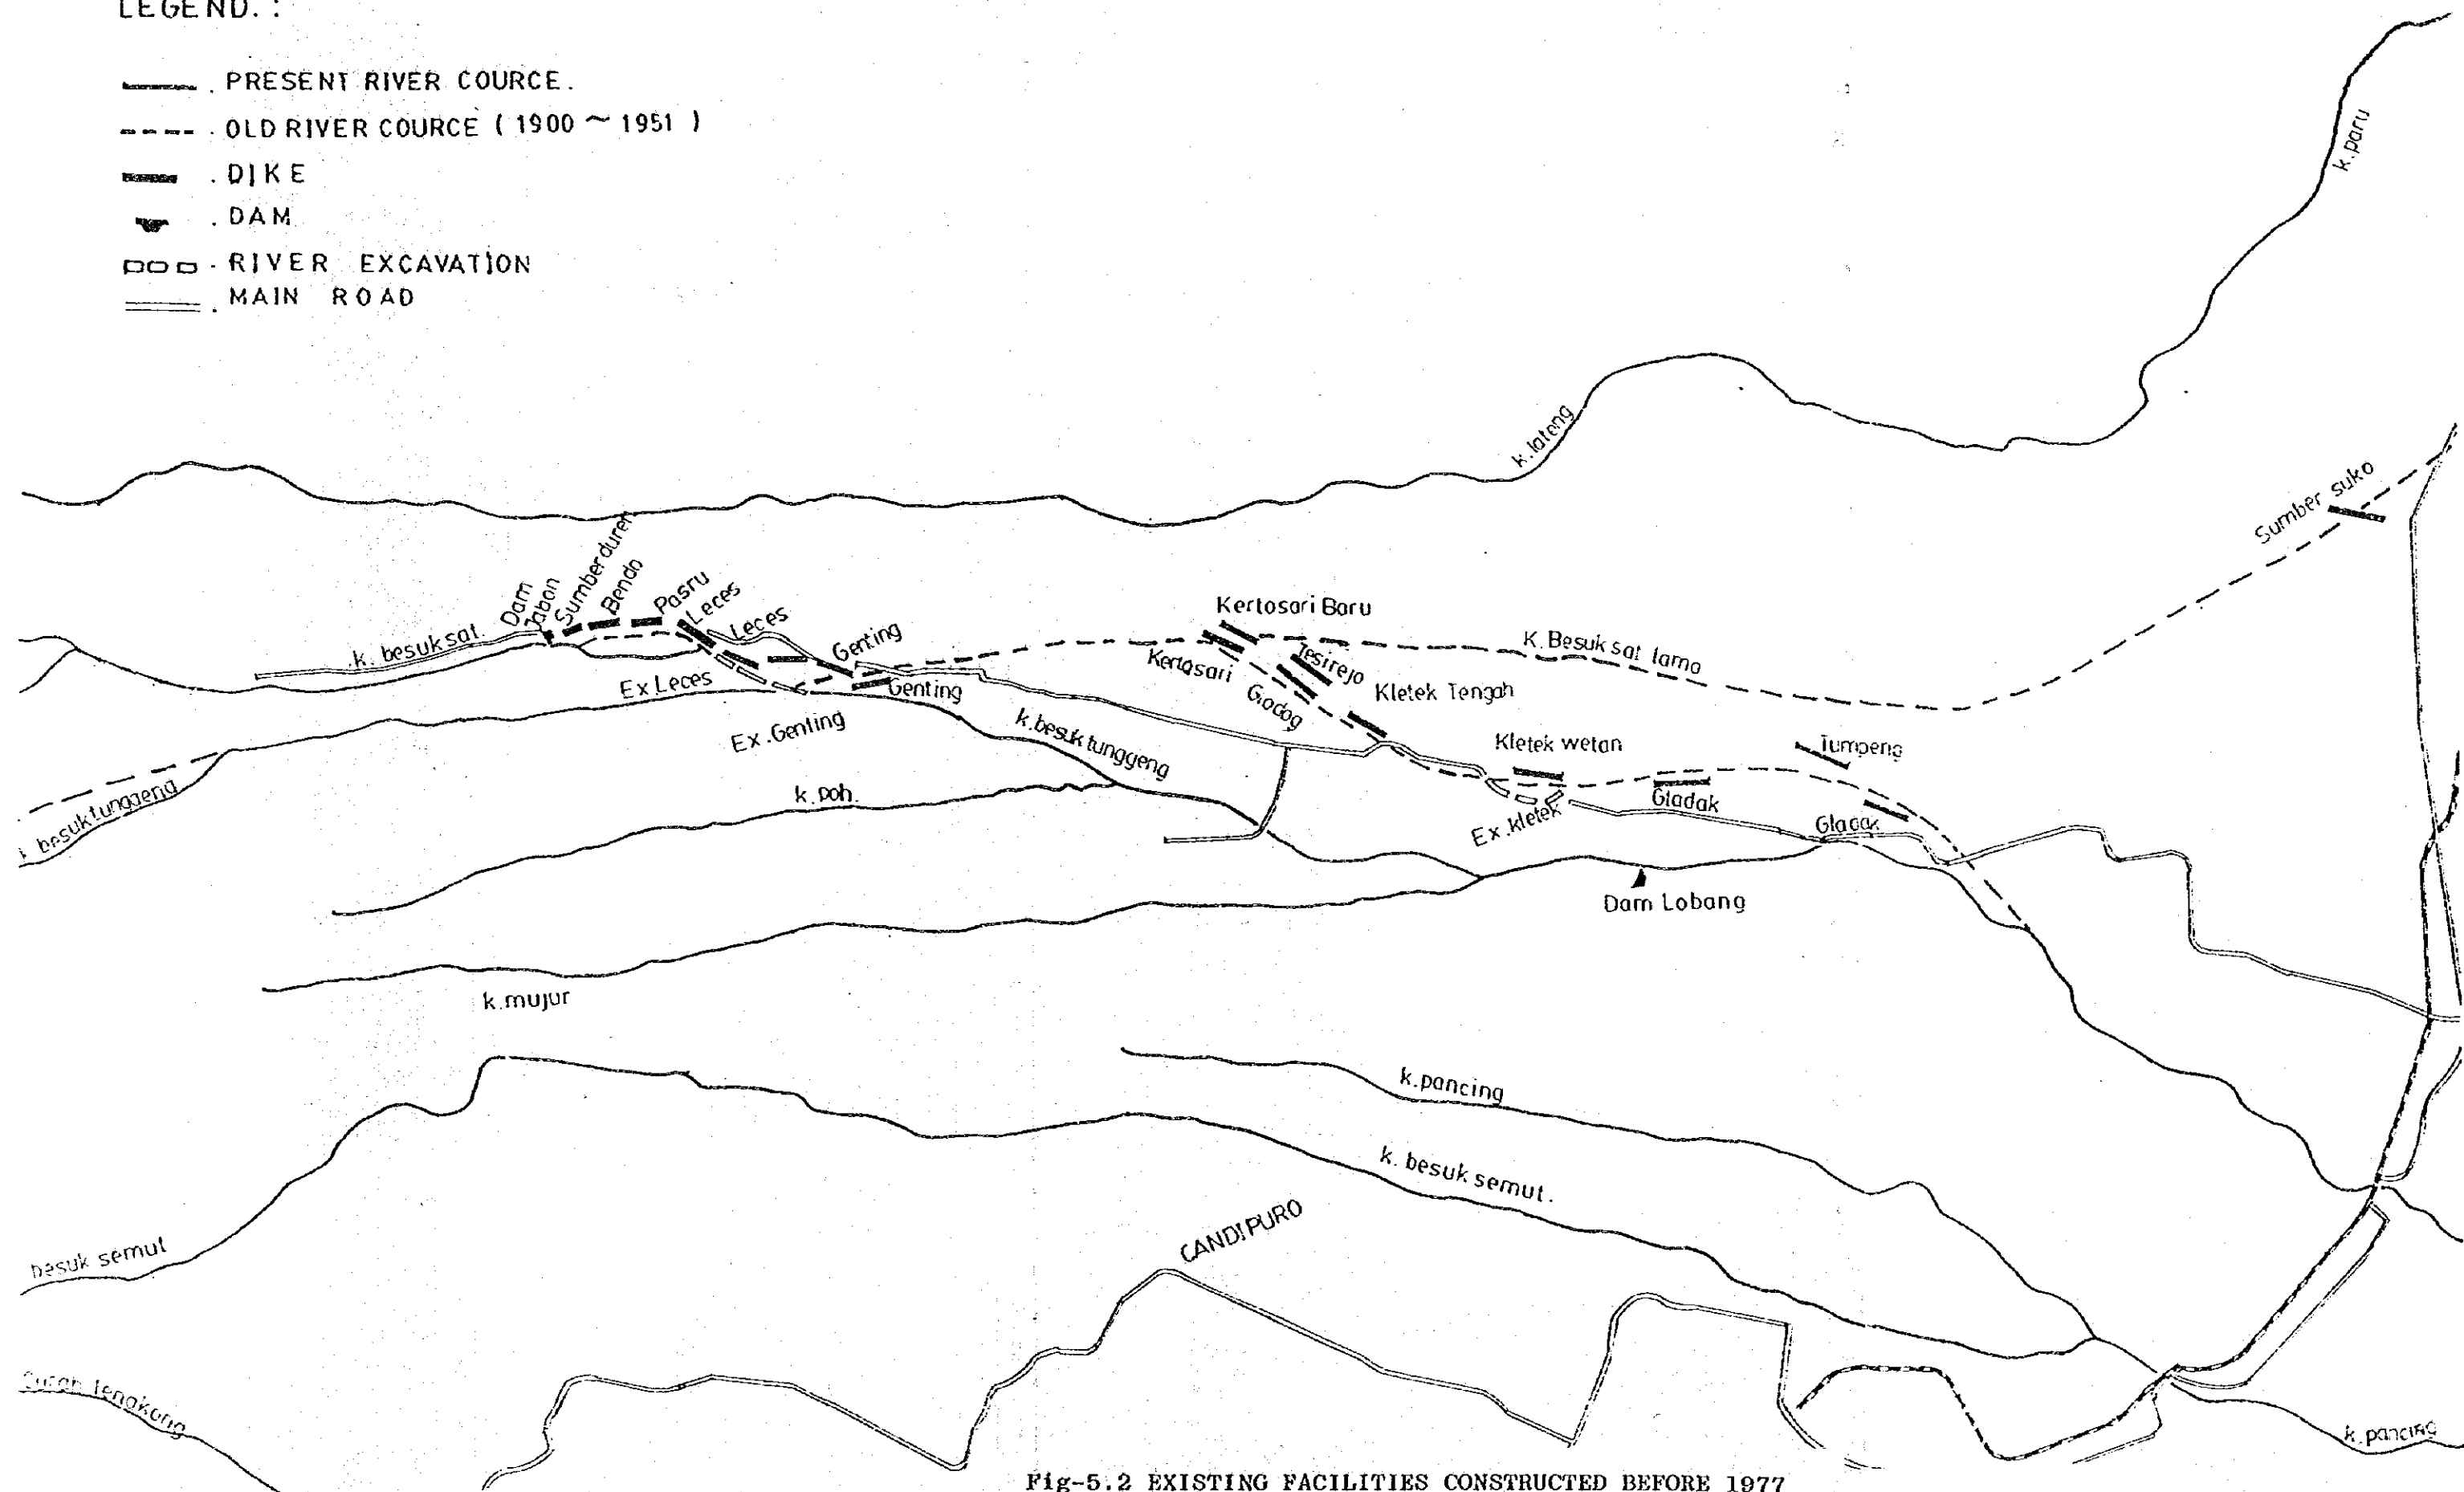 LEGEND. :
PRESENT RIVER COURCE.
OLD RIVER COURCE ( 1900 ~ 1951 )
DIKE
DAM
RIVER EXCAVATION
MAIN ROAD
k.paru
k.lateng
Sumber suko
Dam
Jabon
Sumberduren
Bendo
Pasru
Leces
Leces
Genting
k. besuk sat.
Ex Leces
Genting
Ex.Genting
Kertosari Baru
Kertosari
Tesirejo
Glodog
Kletek Tengah
K.Besuk sat lama
k.besuk tunggeng
Kletek wetan
Tumpeng
Gladak
Ex.kletek
Gladak
besuk tunggeng
k.poh.
Dam Lobang
k.mujur
k.pancing
k. besuk semut.
CANDIPURO
besuk semut
lengkong
k.pancing
Fig-5.2 EXISTING FACILITIES CONSTRUCTED BEFORE 1977